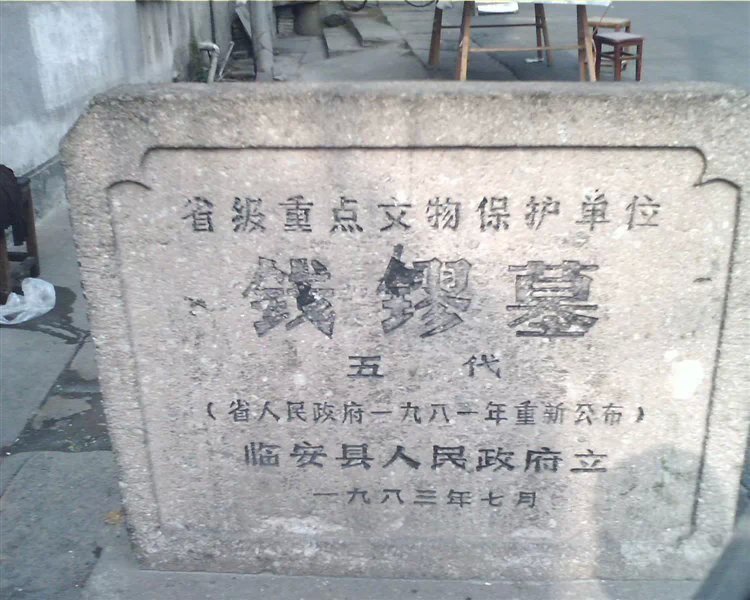 省级重点文物保护单位
钱镠墓
五代
（省人民政府一九八一年重新公布）
临安县人民政府立
一九八三年七月